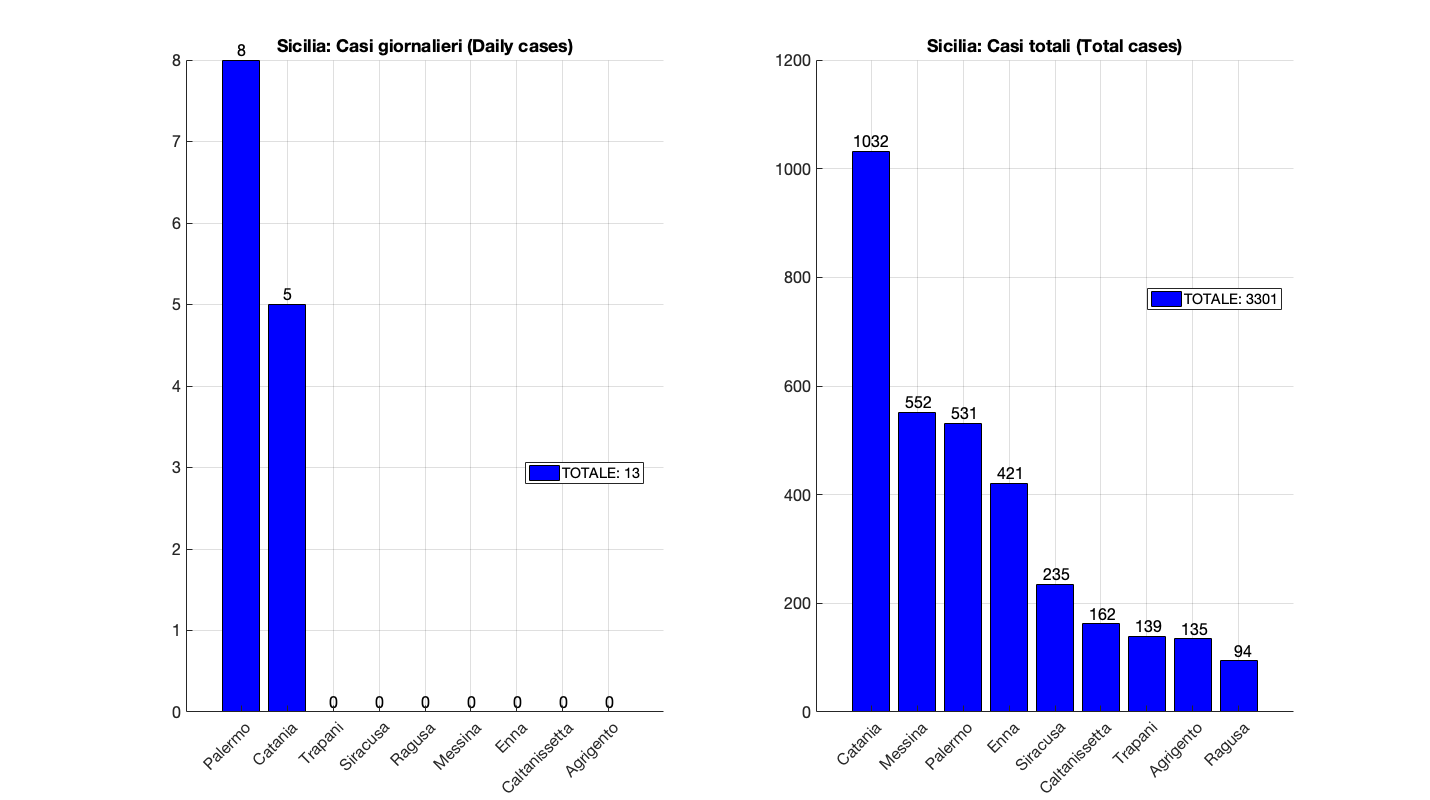 Sicilia: Casi giornalieri (Daily cases)
8
7
6
5
4
3
2
1
0
8
5
0
0
0
0
0
0
0
TOTALE: 13
Palermo
Catania
Trapani
Siracusa
Ragusa
Messina
Enna
Caltanissetta
Agrigento
Sicilia: Casi totali (Total cases)
1200
1000
800
600
400
200
0
1032
552
531
421
235
162
139
135
94
TOTALE: 3301
Catania
Messina
Palermo
Enna
Siracusa
Caltanissetta
Trapani
Agrigento
Ragusa